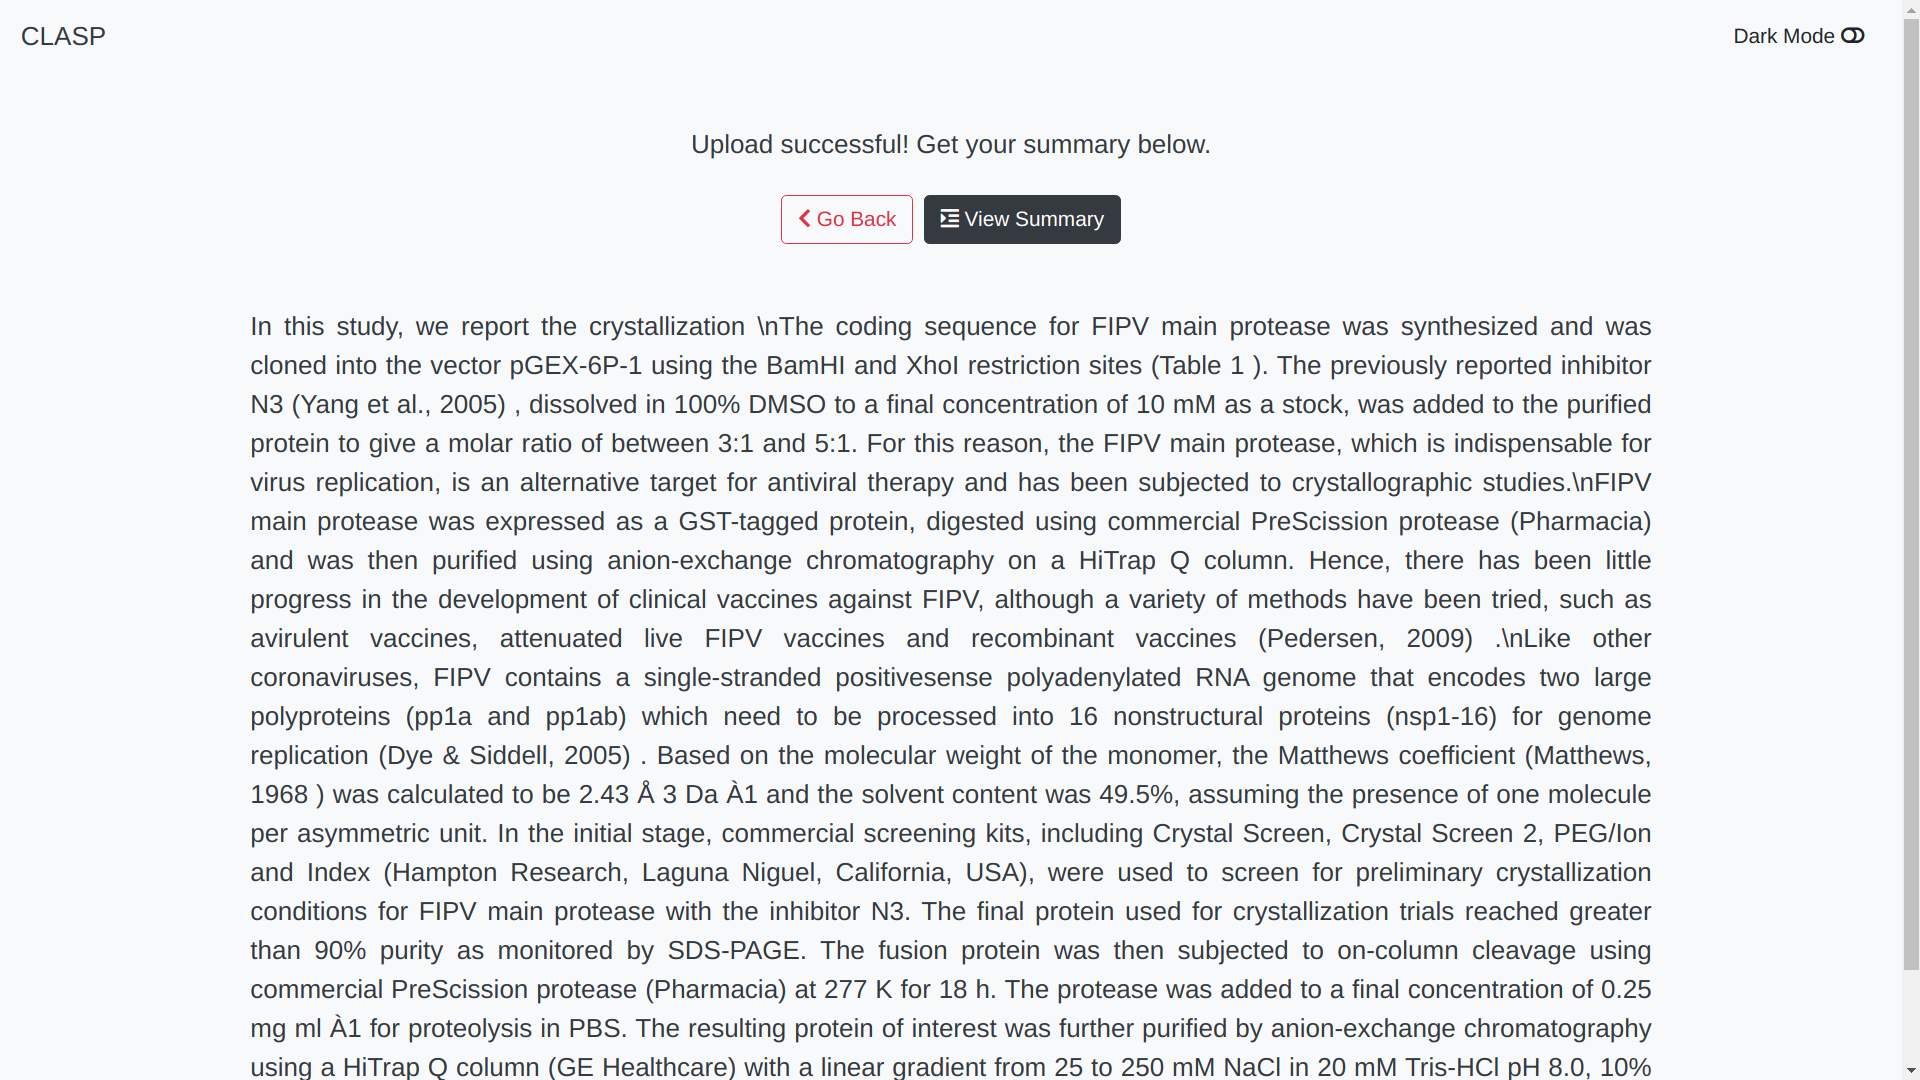 CLASP
Dark Mode
Upload successful! Get your summary below.
Go Back
View Summary
In this study, we report the crystallization \nThe coding sequence for FIPV main protease was synthesized and was
cloned into the vector pGEX-6P-1 using the BamHI and XhoI restriction sites (Table 1 ). The previously reported inhibitor
N3 (Yang et al., 2005) , dissolved in 100% DMSO to a final concentration of 10 mM as a stock, was added to the purified
protein to give a molar ratio of between 3:1 and 5:1. For this reason, the FIPV main protease, which is indispensable for
virus replication, is an alternative target for antiviral therapy and has been subjected to crystallographic studies.\nFIPV
main protease was expressed as a GST-tagged protein, digested using commercial PreScission protease (Pharmacia)
and was then purified using anion-exchange chromatography on a HiTrap Q column. Hence, there has been little
progress in the development of clinical vaccines against FIPV, although a variety of methods have been tried, such as
avirulent vaccines, attenuated live FIPV vaccines and recombinant vaccines (Pedersen, 2009) .\nLike other
coronaviruses, FIPV contains a single-stranded positivesense polyadenylated RNA genome that encodes two large
polyproteins (pp1a and pp1ab) which need to be processed into 16 nonstructural proteins (nsp1-16) for genome
replication (Dye & Siddell, 2005) . Based on the molecular weight of the monomer, the Matthews coefficient (Matthews,
1968 ) was calculated to be 2.43 Å 3 Da À1 and the solvent content was 49.5%, assuming the presence of one molecule
per asymmetric unit. In the initial stage, commercial screening kits, including Crystal Screen, Crystal Screen 2, PEG/Ion
and Index (Hampton Research, Laguna Niguel, California, USA), were used to screen for preliminary crystallization
conditions for FIPV main protease with the inhibitor N3. The final protein used for crystallization trials reached greater
than 90% purity as monitored by SDS-PAGE. The fusion protein was then subjected to on-column cleavage using
commercial PreScission protease (Pharmacia) at 277 K for 18 h. The protease was added to a final concentration of 0.25
mg ml À1 for proteolysis in PBS. The resulting protein of interest was further purified by anion-exchange chromatography
using a HiTrap Q column (GE Healthcare) with a linear gradient from 25 to 250 mM NaCl in 20 mM Tris-HCl pH 8.0, 10%